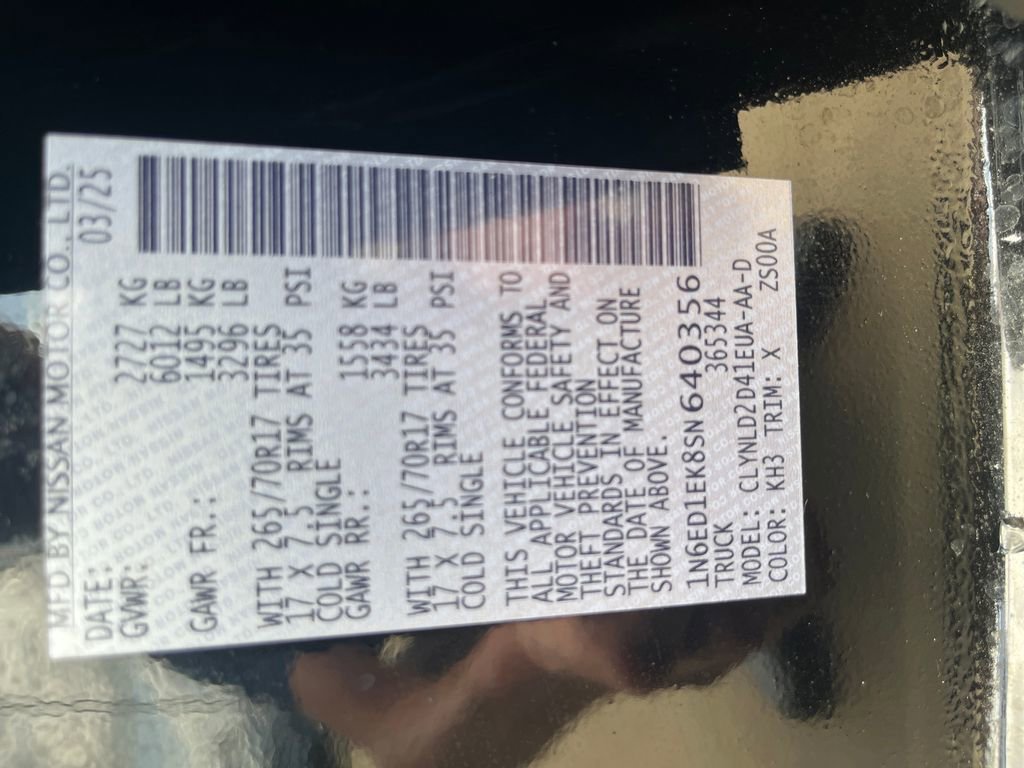 MFD BY NISSAN MOTOR CO., LTD.
DATE: 03/25
GVWR: 2727 KG
6012 LB
GAWR FR.: 1495 KG
3296 LB
WITH 265/70R17 TIRES
17 X 7.5 RIMS AT 35 PSI
COLD SINGLE
GAWR RR.: 1558 KG
3434 LB
WITH 265/70R17 TIRES
17 X 7.5 RIMS AT 35 PSI
COLD SINGLE
THIS VEHICLE CONFORMS TO
ALL APPLICABLE FEDERAL
MOTOR VEHICLE SAFETY AND
THEFT PREVENTION
STANDARDS IN EFFECT ON
THE DATE OF MANUFACTURE
SHOWN ABOVE.
1N6ED1EK8SN640356
TRUCK 365344
MODEL: CLYNLD2D41EUA-AA-D
COLOR: KH3 TRIM: X ZS00A